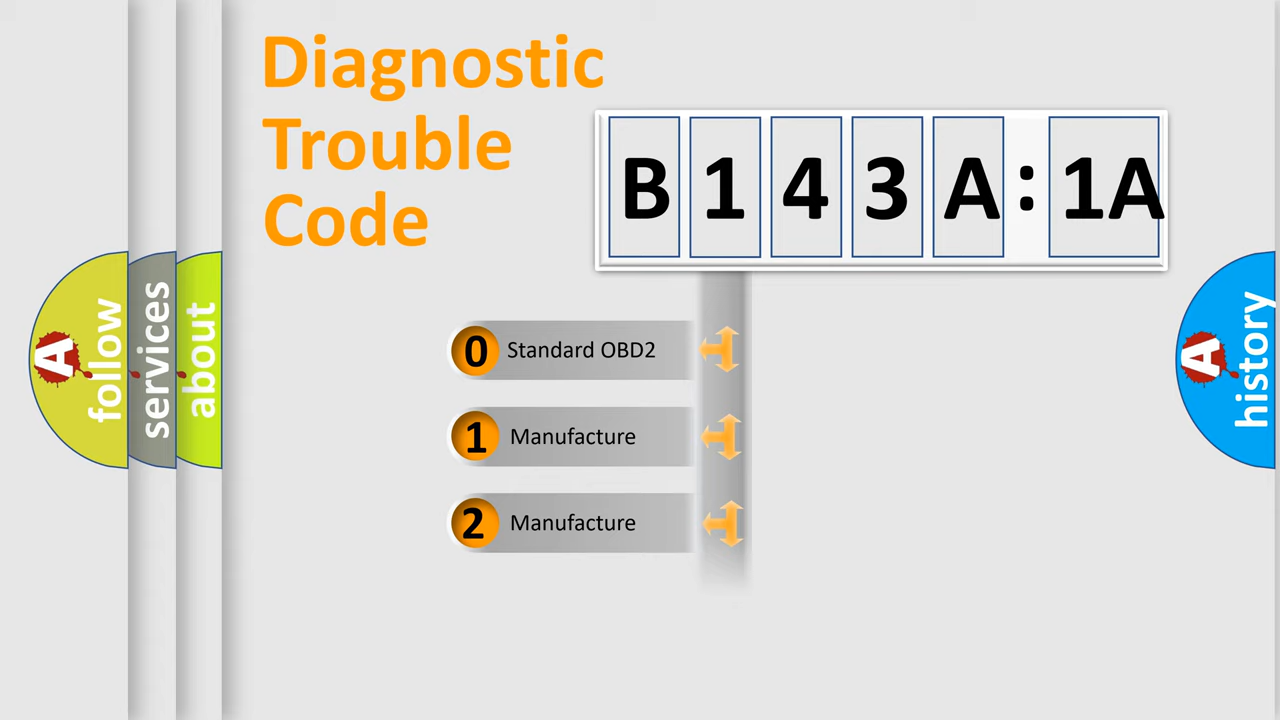 Diagnostic
Trouble
Code
B 1 4 3 A : 1A
0 Standard OBD2
1 Manufacture
2 Manufacture
A follow
services
about
A history